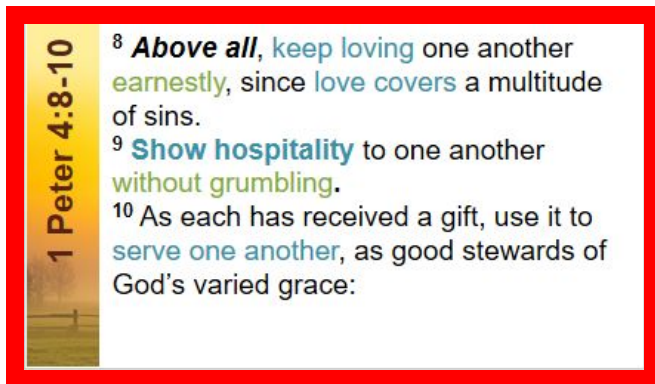 1 Peter 4:8-10
8 Above all, keep loving one another
earnestly, since love covers a multitude
of sins.
9 Show hospitality to one another
without grumbling.
10 As each has received a gift, use it to
serve one another, as good stewards of
God’s varied grace: